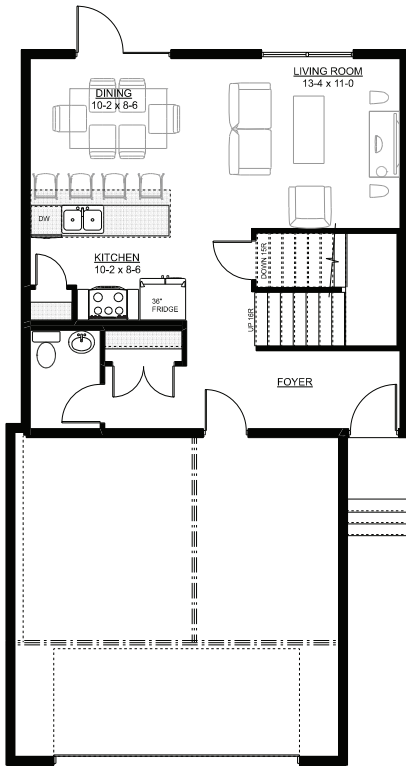 LIVING ROOM
13-4 x 11-0
DINING
10-2 x 8-6
DW
KITCHEN
10-2 x 8-6
DOWN 15R
36"
FRIDGE
UP 16R
FOYER